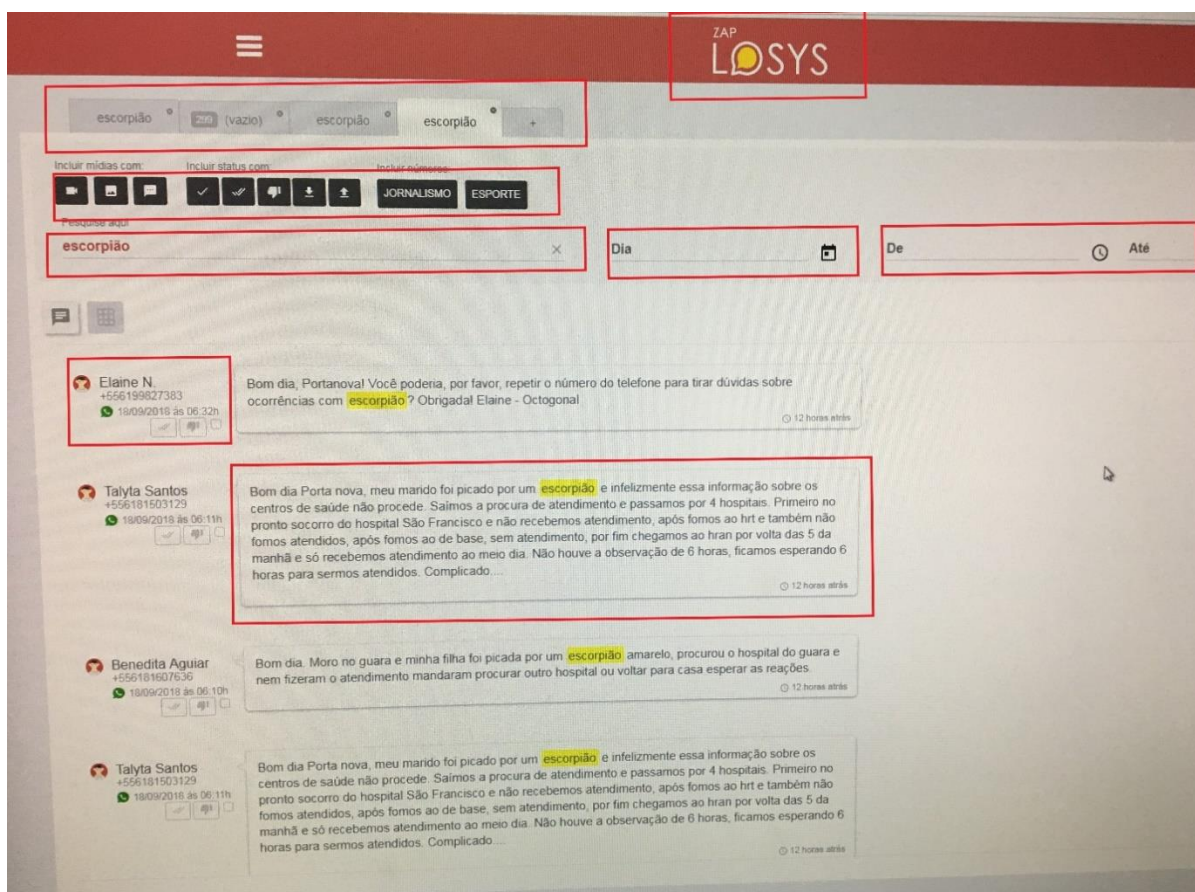 ZAP
LOSYS
escorpião
200 (vazio)
escorpião
escorpião
+
Incluir mídias com:
Incluir status com:
Incluir números:
JORNALISMO
ESPORTE
Pesquise aqui
escorpião
Dia
De
Até
Elaine N.
+556199827383
18/09/2018 às 06:32h
Bom dia, Portanova! Você poderia, por favor, repetir o número do telefone para tirar dúvidas sobre
ocorrências com escorpião? Obrigada! Elaine - Octogonal
12 horas atrás
Talyta Santos
+556181503129
18/09/2018 às 06:11h
Bom dia Porta nova, meu marido foi picado por um escorpião e infelizmente essa informação sobre os
centros de saúde não procede. Saímos a procura de atendimento e passamos por 4 hospitais. Primeiro no
pronto socorro do hospital São Francisco e não recebemos atendimento, após fomos ao hrt e também não
fomos atendidos, após fomos ao de base, sem atendimento, por fim chegamos ao hran por volta das 5 da
manhã e só recebemos atendimento ao meio dia. Não houve a observação de 6 horas, ficamos esperando 6
horas para sermos atendidos. Complicado....
12 horas atrás
Benedita Aguiar
+556181607636
18/09/2018 às 06:10h
Bom dia. Moro no guara e minha filha foi picada por um escorpião amarelo, procurou o hospital do guara e
nem fizeram o atendimento mandaram procurar outro hospital ou voltar para casa esperar as reações.
12 horas atrás
Talyta Santos
+556181503129
18/09/2018 às 06:11h
Bom dia Porta nova, meu marido foi picado por um escorpião e infelizmente essa informação sobre os
centros de saúde não procede. Saímos a procura de atendimento e passamos por 4 hospitais. Primeiro no
pronto socorro do hospital São Francisco e não recebemos atendimento, após fomos ao hrt e também não
fomos atendidos, após fomos ao de base, sem atendimento, por fim chegamos ao hran por volta das 5 da
manhã e só recebemos atendimento ao meio dia. Não houve a observação de 6 horas, ficamos esperando 6
horas para sermos atendidos. Complicado....
12 horas atrás